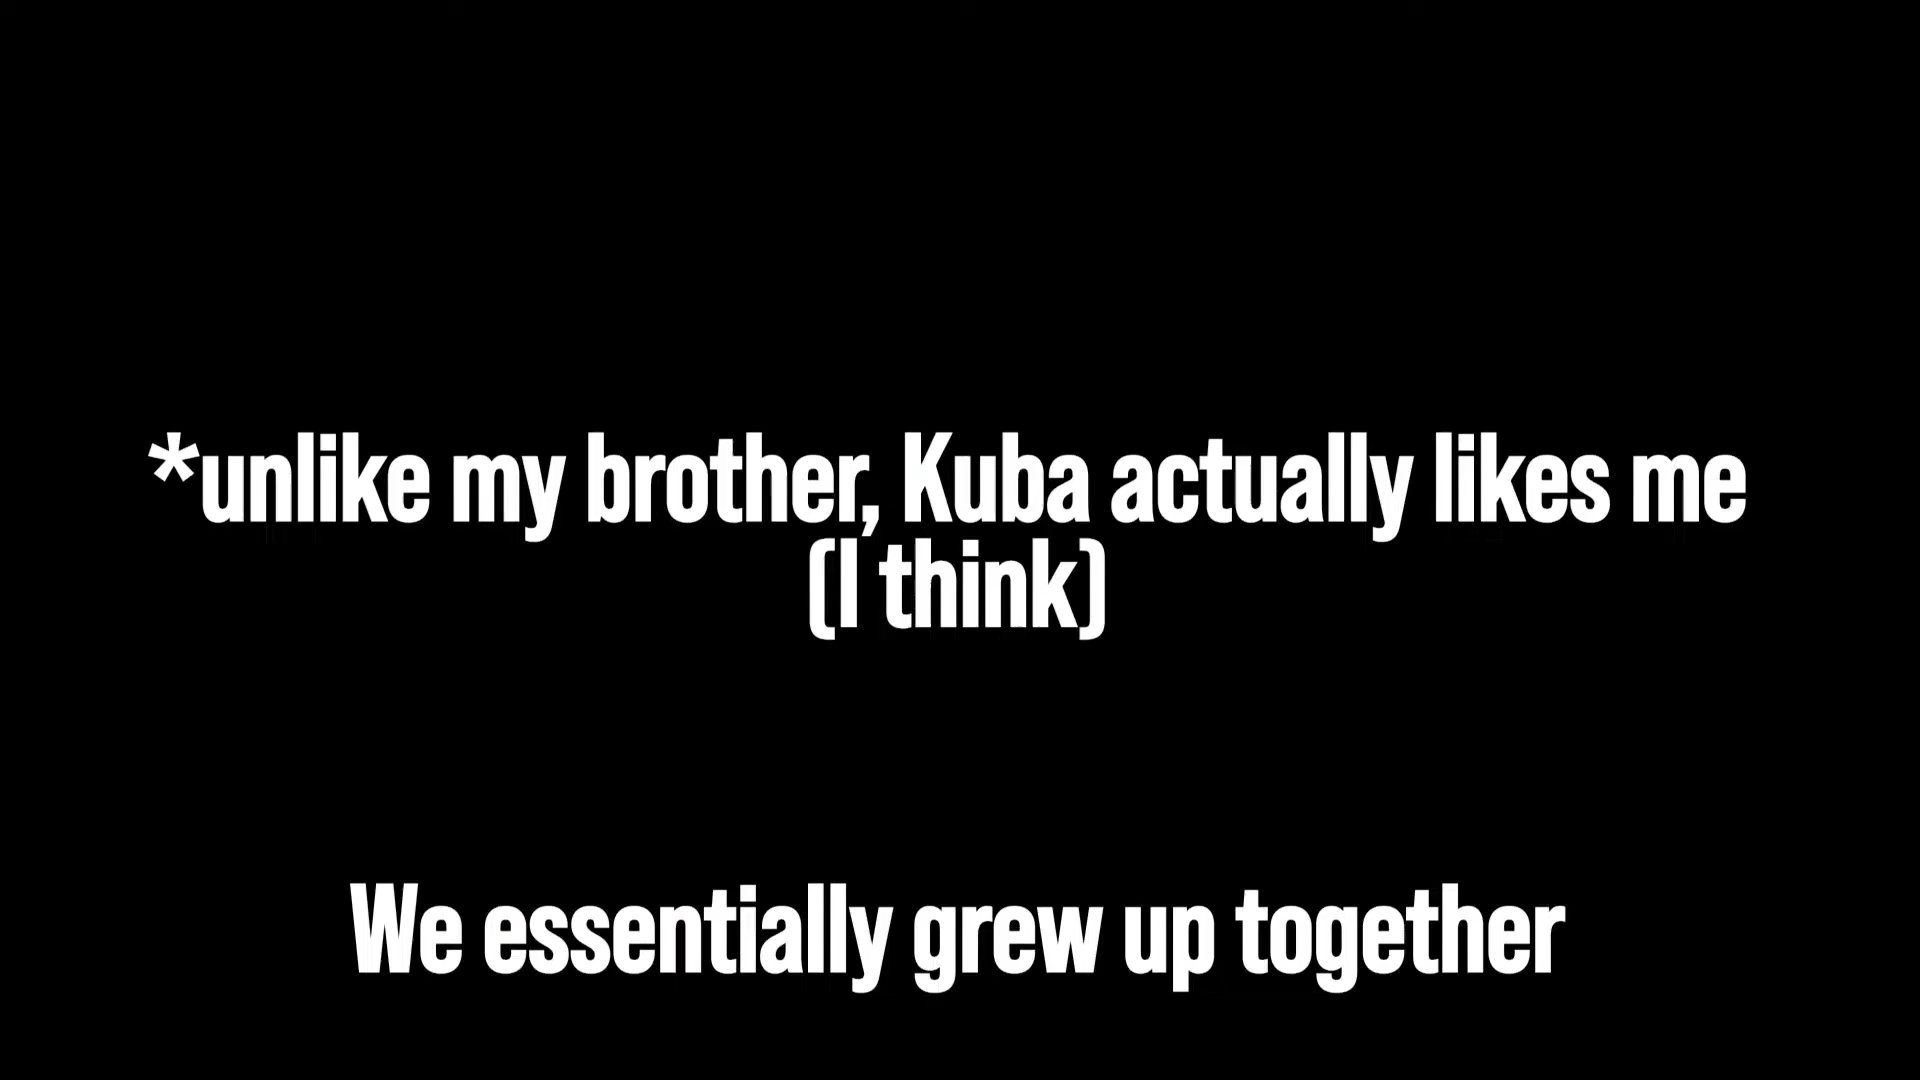 *unlike my brother, Kuba actually likes me
(I think)
We essentially grew up together